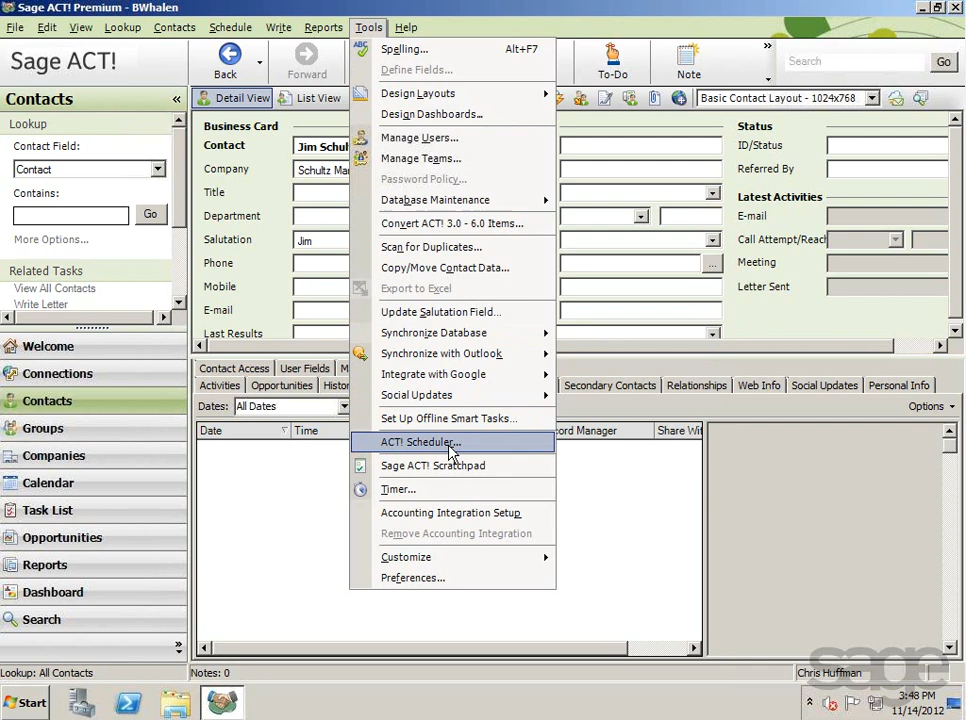 Sage ACT! Premium - BWhalen
File Edit View Lookup Contacts Schedule Write Reports Tools Help
Sage ACT!
Back
Forward
To-Do
Note
»
Search
Go
Contacts
«
Lookup
Contact Field:
Contact
Contains:
Go
More Options...
Related Tasks
View All Contacts
Write Letter
Welcome
Connections
Contacts
Groups
Companies
Calendar
Task List
Opportunities
Reports
Dashboard
Search
»
Detail View
List View
Basic Contact Layout - 1024x768
Business Card
Contact
Jim Schul
Company
Schultz Mar
Title
Department
Salutation
Jim
Phone
...
Mobile
E-mail
Last Results
Status
ID/Status
Referred By
Latest Activities
E-mail
Call Attempt/Reach
Meeting
Letter Sent
ABC
Spelling... Alt+F7
Define Fields...
Design Layouts
Design Dashboards...
Manage Users...
Manage Teams...
Password Policy...
Database Maintenance
Convert ACT! 3.0 - 6.0 Items...
Scan for Duplicates...
Copy/Move Contact Data...
Export to Excel
Update Salutation Field...
Synchronize Database
Synchronize with Outlook
Integrate with Google
Social Updates
Set Up Offline Smart Tasks...
ACT! Scheduler...
Sage ACT! Scratchpad
Timer...
Accounting Integration Setup
Remove Accounting Integration
Customize
Preferences...
Contact Access User Fields M
Activities Opportunities Histor Secondary Contacts Relationships Web Info Social Updates Personal Info
Dates: All Dates
Options
Date Time ord Manager Share Wit
Lookup: All Contacts
Notes: 0
Chris Huffman
sage
Start
3:48 PM
11/14/2012